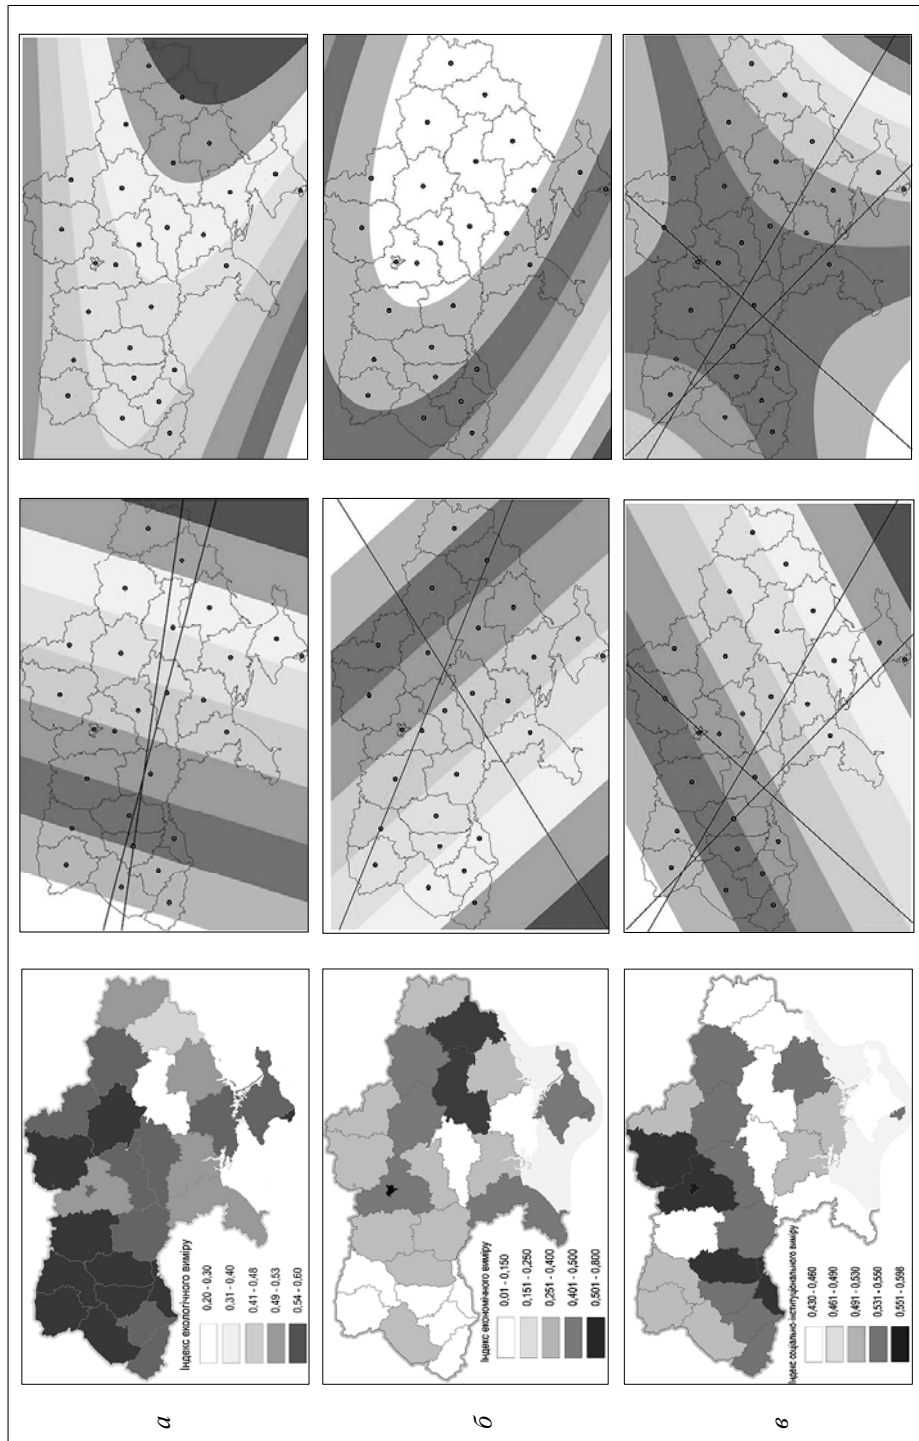 а
Індекс екологічного виміру
0,20 - 0,30
0,31 - 0,40
0,41 - 0,48
0,49 - 0,53
0,54 - 0,60
б
Індекс економічного виміру
0,01 - 0,150
0,151 - 0,250
0,251 - 0,400
0,401 - 0,500
0,501 - 0,800
в
Індекс соціально-інституціонального виміру
0,430 - 0,460
0,461 - 0,490
0,491 - 0,530
0,531 - 0,550
0,551 - 0,598